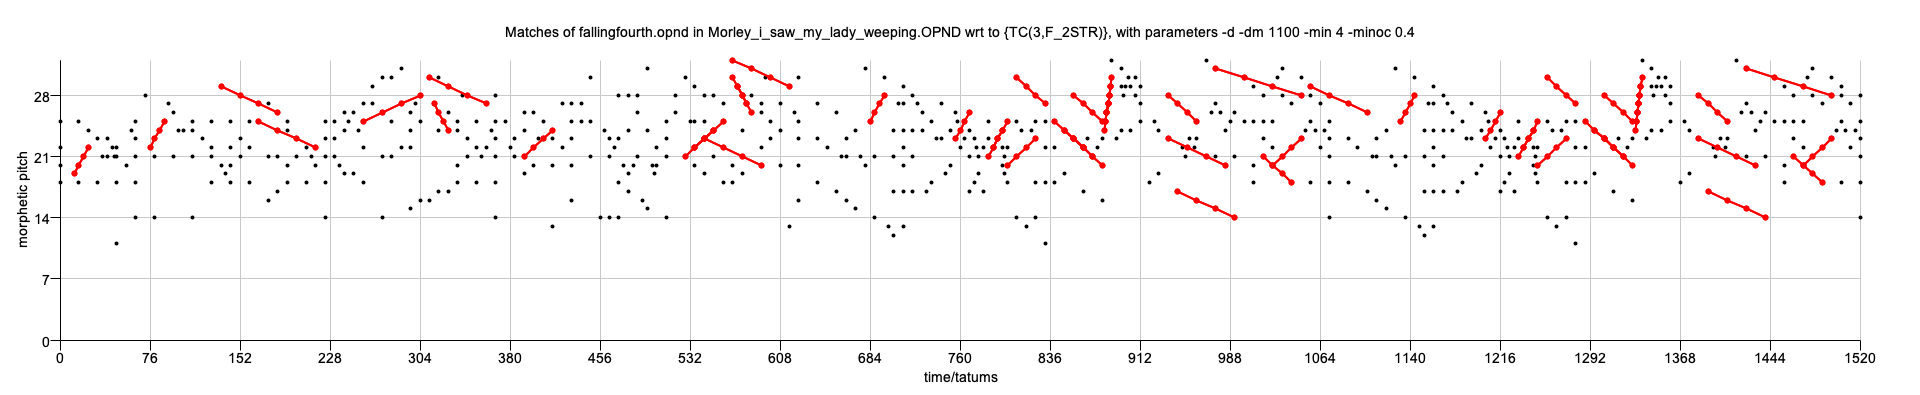 Matches of fallingfourth.opnd in Morley_i_saw_my_lady_weeping.OPND wrt to {TC(3,F_2STR)}, with parameters -d -dm 1100 -min 4 -minoc 0.4
morphetic pitch
28
21
14
7
0
0 76 152 228 304 380 456 532 608 684 760 836 912 988 1064 1140 1216 1292 1368 1444 1520
time/tatums